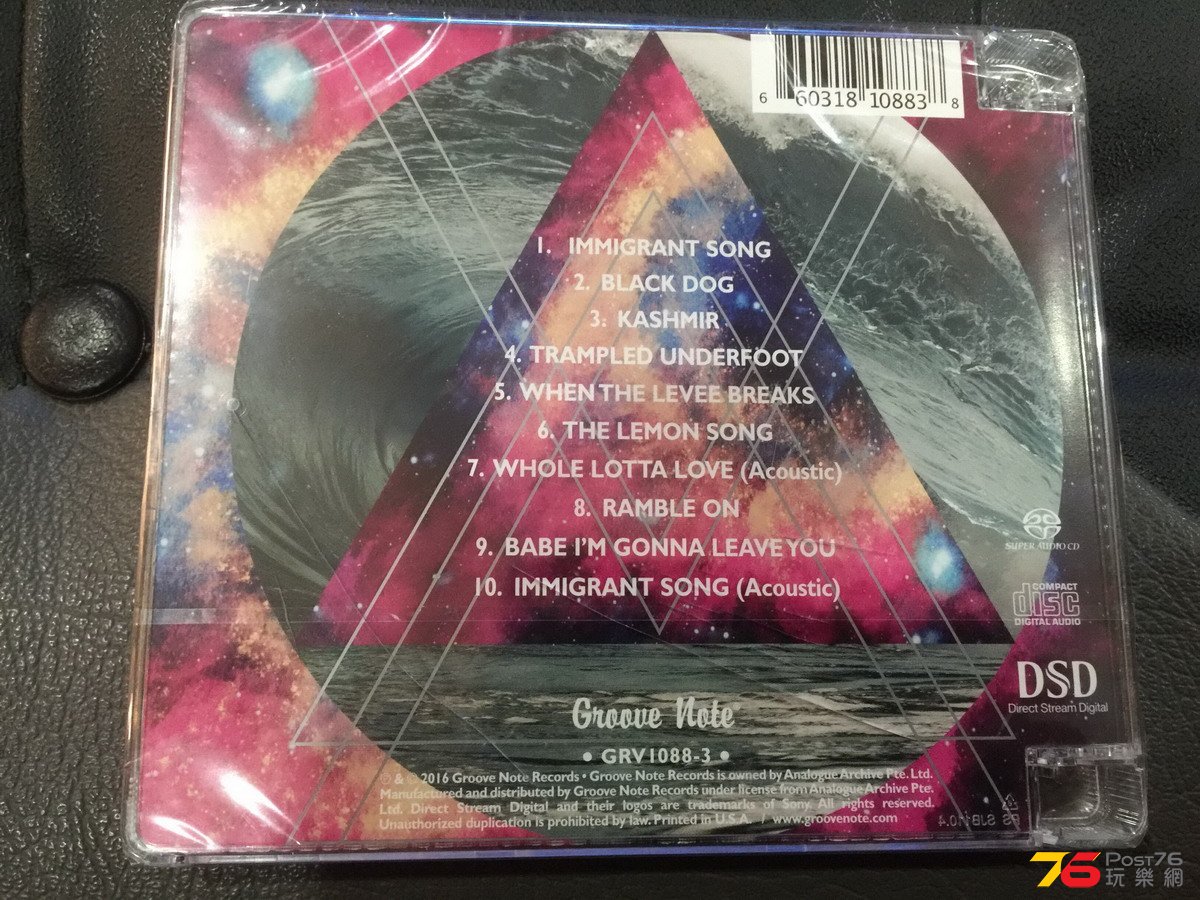 6 60318 10883 8
1. IMMIGRANT SONG
2. BLACK DOG
3. KASHMIR
4. TRAMPLED UNDERFOOT
5. WHEN THE LEVEE BREAKS
6. THE LEMON SONG
7. WHOLE LOTTA LOVE (Acoustic)
8. RAMBLE ON
9. BABE I'M GONNA LEAVE YOU
10. IMMIGRANT SONG (Acoustic)
SUPER AUDIO CD
COMPACT
disc
DIGITAL AUDIO
DSD
Direct Stream Digital
Groove Note
• GRV1088-3 •
℗ & © 2016 Groove Note Records • Groove Note Records is owned by Analogue Archive Pte. Ltd.
Manufactured and distributed by Groove Note Records under license from Analogue Archive Pte.
Ltd. Direct Stream Digital and their logos are trademarks of Sony. All rights reserved.
Unauthorized duplication is prohibited by law. Printed in U.S.A. / www.groovenote.com
76 Post76
玩樂網